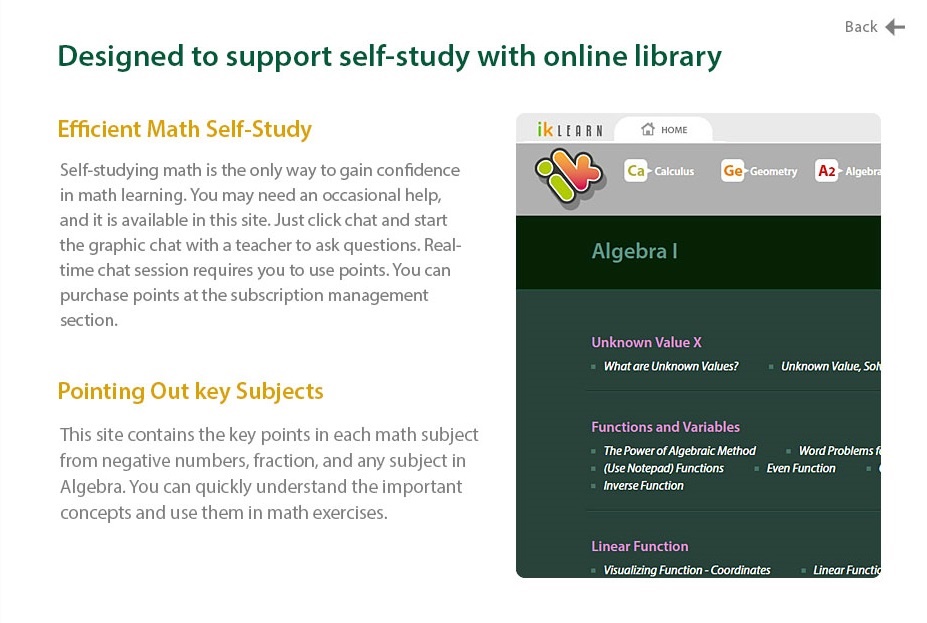 Back
Designed to support self-study with online library
Efficient Math Self-Study
Self-studying math is the only way to gain confidence
in math learning. You may need an occasional help,
and it is available in this site. Just click chat and start
the graphic chat with a teacher to ask questions. Real-
time chat session requires you to use points. You can
purchase points at the subscription management
section.
Pointing Out key Subjects
This site contains the key points in each math subject
from negative numbers, fraction, and any subject in
Algebra. You can quickly understand the important
concepts and use them in math exercises.
ik LEARN HOME
Ca Calculus Ge Geometry A2 Algebra
Algebra I
Unknown Value X
What are Unknown Values? Unknown Value,
Functions and Variables
The Power of Algebraic Method Word Problems
(Use Notepad) Functions Even Function
Inverse Function
Linear Function
Visualizing Function - Coordinates Linear